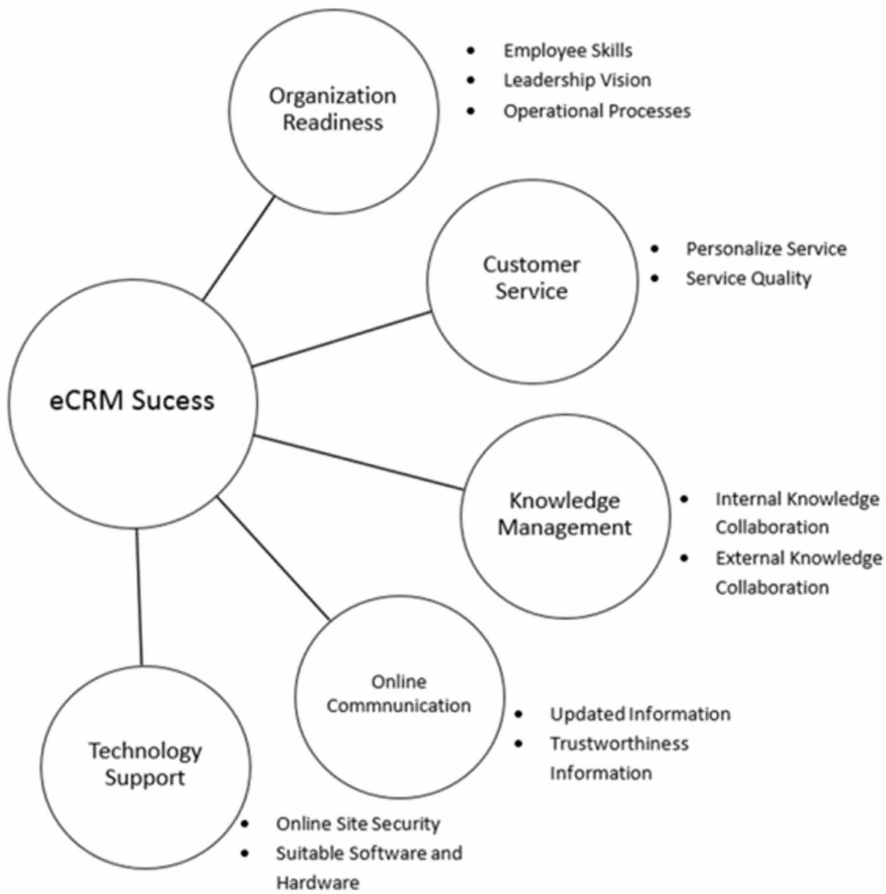 Organization
Readiness
• Employee Skills
• Leadership Vision
• Operational Processes
Customer
Service
• Personalize Service
• Service Quality
eCRM Sucess
Knowledge
Management
• Internal Knowledge
Collaboration
• External Knowledge
Collaboration
Online
Commnunication
• Updated Information
• Trustworthiness
Information
Technology
Support
• Online Site Security
• Suitable Software and
Hardware